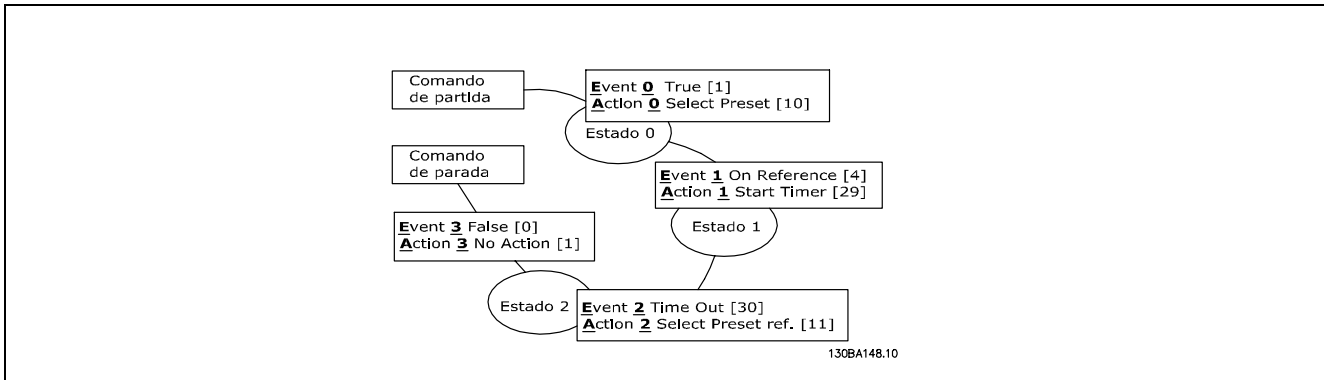 Comando
de partida
Event 0 True [1]
Action 0 Select Preset [10]
Estado 0
Comando
de parada
Event 1 On Reference [4]
Action 1 Start Timer [29]
Estado 1
Event 3 False [0]
Action 3 No Action [1]
Estado 2
Event 2 Time Out [30]
Action 2 Select Preset ref. [11]
130BA148.10